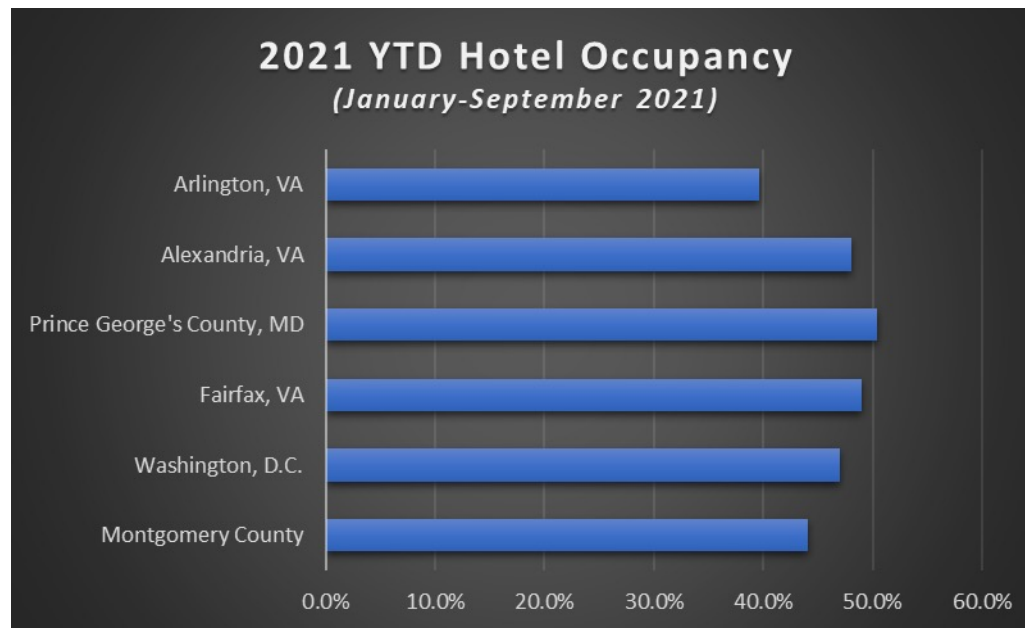 2021 YTD Hotel Occupancy
(January-September 2021)
Arlington, VA
Alexandria, VA
Prince George's County, MD
Fairfax, VA
Washington, D.C.
Montgomery County
0.0% 10.0% 20.0% 30.0% 40.0% 50.0% 60.0%